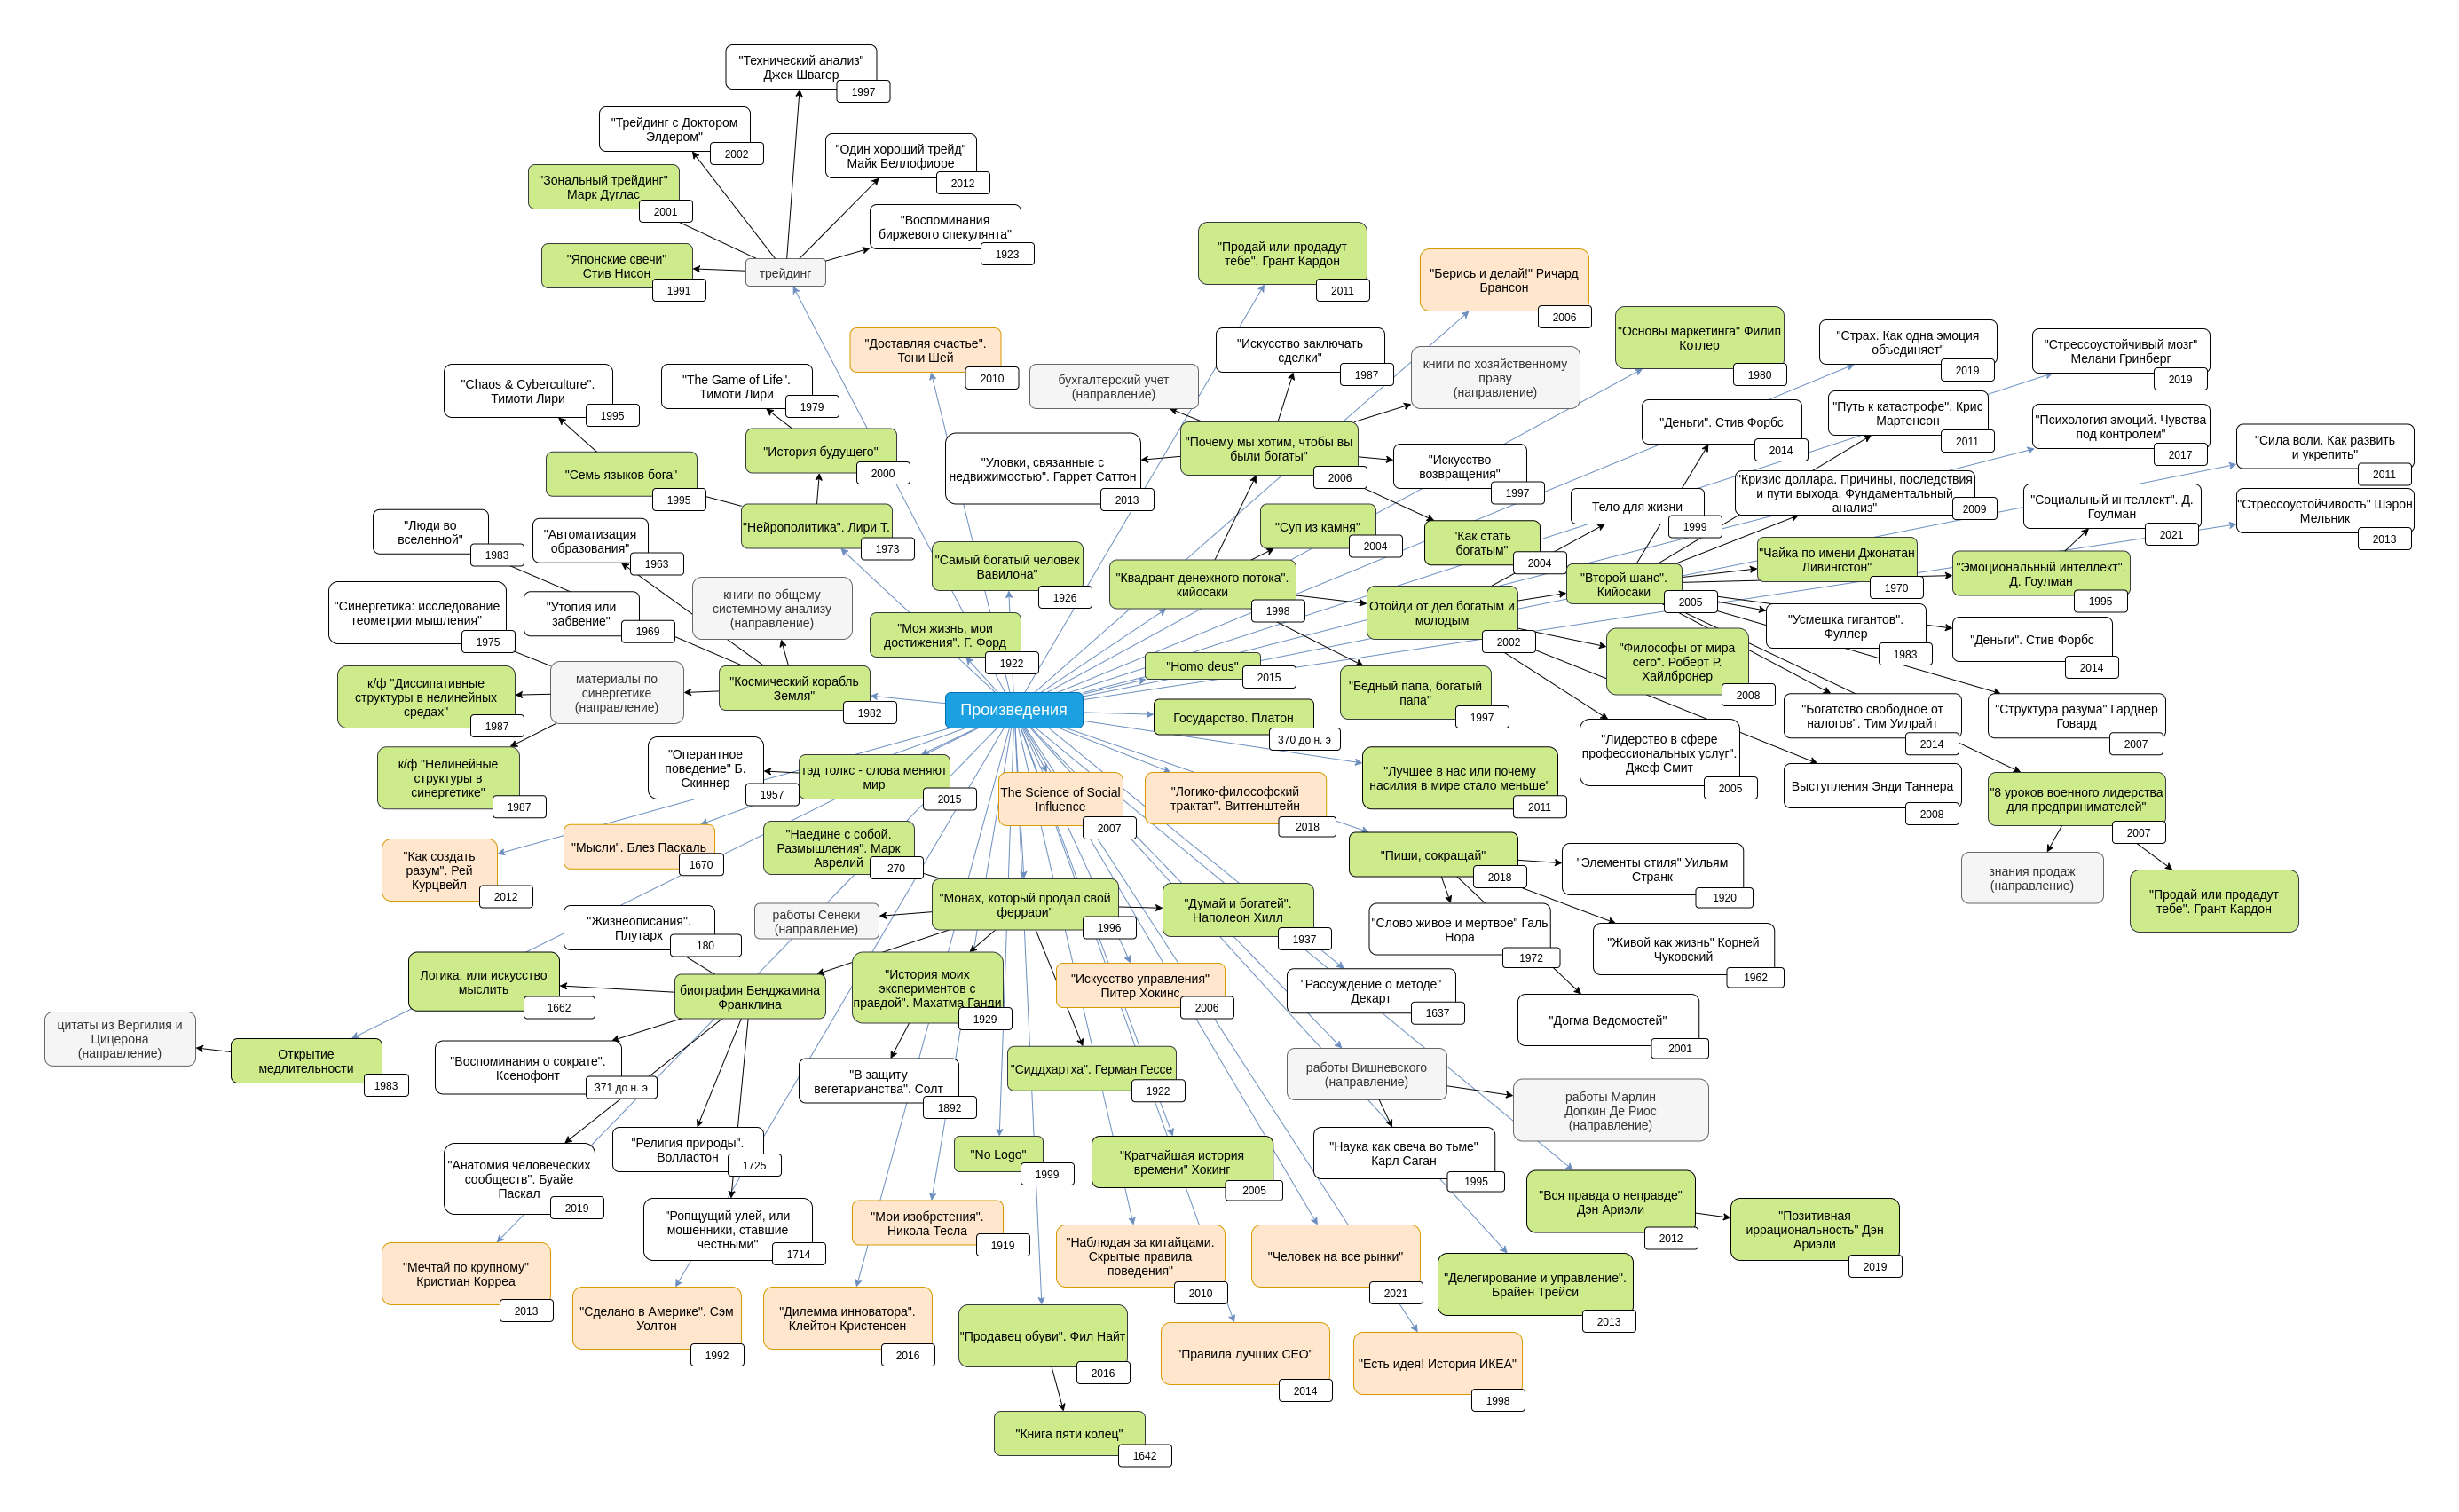 "Технический анализ"
Джек Швагер
1997
"Трейдинг с Доктором
Элдером"
2002
"Один хороший трейд"
Майк Беллофиоре
2012
"Зональный трейдинг"
Марк Дуглас
2001
"Воспоминания
биржевого спекулянта"
1923
"Японские свечи"
Стив Нисон
1991
трейдинг
"Продай или продадут
тебе". Грант Кардон
2011
"Берись и делай!" Ричард
Брансон
2006
"Доставляя счастье".
Тони Шей
2010
"Искусство заключать
сделки"
1987
"Основы маркетинга" Филип
Котлер
1980
"Страх. Как одна эмоция
объединяет"
2019
"Стрессоустойчивый мозг"
Мелани Гринберг
2019
"Chaos & Cyberculture".
Тимоти Лири
1995
"The Game of Life".
Тимоти Лири
1979
бухгалтерский учет
(направление)
книги по хозяйственному
праву
(направление)
"Деньги". Стив Форбс
2014
"Путь к катастрофе". Крис
Мартенсон
2011
"Психология эмоций. Чувства
под контролем"
2017
"Сила воли. Как развить
и укрепить"
2011
"Семь языков бога"
1995
"История будущего"
2000
"Уловки, связанные с
недвижимостью". Гаррет Саттон
2013
"Почему мы хотим, чтобы вы
были богаты"
2006
"Искусство
возвращения"
1997
Тело для жизни
1999
"Кризис доллара. Причины, последствия
и пути выхода. Фундаментальный
анализ"
2009
"Социальный интеллект". Д.
Гоулман
2021
"Стрессоустойчивость" Шэрон
Мельник
2013
"Люди во
вселенной"
1983
"Автоматизация
образования"
1963
"Нейрополитика". Лири Т.
1973
"Суп из камня"
2004
"Как стать
богатым"
2004
"Самый богатый человек
Вавилона"
1926
"Квадрант денежного потока".
кийосаки
1998
"Второй шанс".
Кийосаки
2005
"Чайка по имени Джонатан
Ливингстон"
1970
"Эмоциональный интеллект".
Д. Гоулман
1995
"Синергетика: исследование
геометрии мышления"
1975
"Утопия или
забвение"
1969
книги по общему
системному анализу
(направление)
"Моя жизнь, мои
достижения". Г. Форд
1922
Отойди от дел богатым и
молодым
2002
"Усмешка гигантов".
Фуллер
1983
"Деньги". Стив Форбс
2014
"Философы от мира
сего". Роберт Р.
Хайлбронер
2008
"Homo deus"
2015
"Бедный папа, богатый
папа"
1997
к/ф "Диссипативные
структуры в нелинейных
средах"
1987
материалы по
синергетике
(направление)
"Космический корабль
Земля"
1982
Произведения
Государство. Платон
370 до н. э
"Богатство свободное от
налогов". Тим Уилрайт
2014
"Структура разума" Гарднер
Говард
2007
"Лидерство в сфере
профессиональных услуг".
Джеф Смит
2005
Выступления Энди Таннера
2008
к/ф "Нелинейные
структуры в
синергетике"
1987
"Оперантное
поведение" Б.
Скиннер
1957
тэд толкс - слова меняют
мир
2015
The Science of Social
Influence
2007
"Логико-философский
трактат". Витгенштейн
2018
"Лучшее в нас или почему
насилия в мире стало меньше"
2011
"8 уроков военного лидерства
для предпринимателей"
2007
"Как создать
разум". Рей
Курцвейл
2012
"Мысли". Блез Паскаль
1670
"Наедине с собой.
Размышления". Марк
Аврелий
270
"Пиши, сокращай"
2018
"Элементы стиля" Уильям
Странк
1920
знания продаж
(направление)
"Продай или продадут
тебе". Грант Кардон
"Жизнеописания".
Плутарх
180
работы Сенеки
(направление)
"Монах, который продал свой
феррари"
1996
"Думай и богатей".
Наполеон Хилл
1937
"Слово живое и мертвое" Галь
Нора
1972
"Живой как жизнь" Корней
Чуковский
1962
Логика, или искусство
мыслить
1662
биография Бенджамина
Франклина
"История моих
экспериментов с
правдой". Махатма Ганди
1929
"Искусство управления"
Питер Хокинс
2006
"Рассуждение о методе"
Декарт
1637
"Догма Ведомостей"
2001
цитаты из Вергилия и
Цицерона
(направление)
Открытие
медлительности
1983
"Воспоминания о сократе".
Ксенофонт
371 до н. э
"В защиту
вегетарианства". Солт
1892
"Сиддхартха". Герман Гессе
1922
работы Вишневского
(направление)
работы Марлин
Допкин Де Риос
(направление)
"Анатомия человеческих
сообществ". Буайе
Паскал
2019
"Религия природы".
Волластон
1725
"No Logo"
1999
"Кратчайшая история
времени" Хокинг
2005
"Наука как свеча во тьме"
Карл Саган
1995
"Вся правда о неправде"
Дэн Ариэли
2012
"Позитивная
иррациональность" Дэн
Ариэли
2019
"Ропщущий улей, или
мошенники, ставшие
честными"
1714
"Мои изобретения".
Никола Тесла
1919
"Наблюдая за китайцами.
Скрытые правила
поведения"
2010
"Человек на все рынки"
2021
"Делегирование и управление".
Брайен Трейси
2013
"Мечтай по крупному"
Кристиан Корреа
2013
"Сделано в Америке". Сэм
Уолтон
1992
"Дилемма инноватора".
Клейтон Кристенсен
2016
"Продавец обуви". Фил Найт
2016
"Правила лучших CEO"
2014
"Есть идея! История ИКЕА"
1998
"Книга пяти колец"
1642